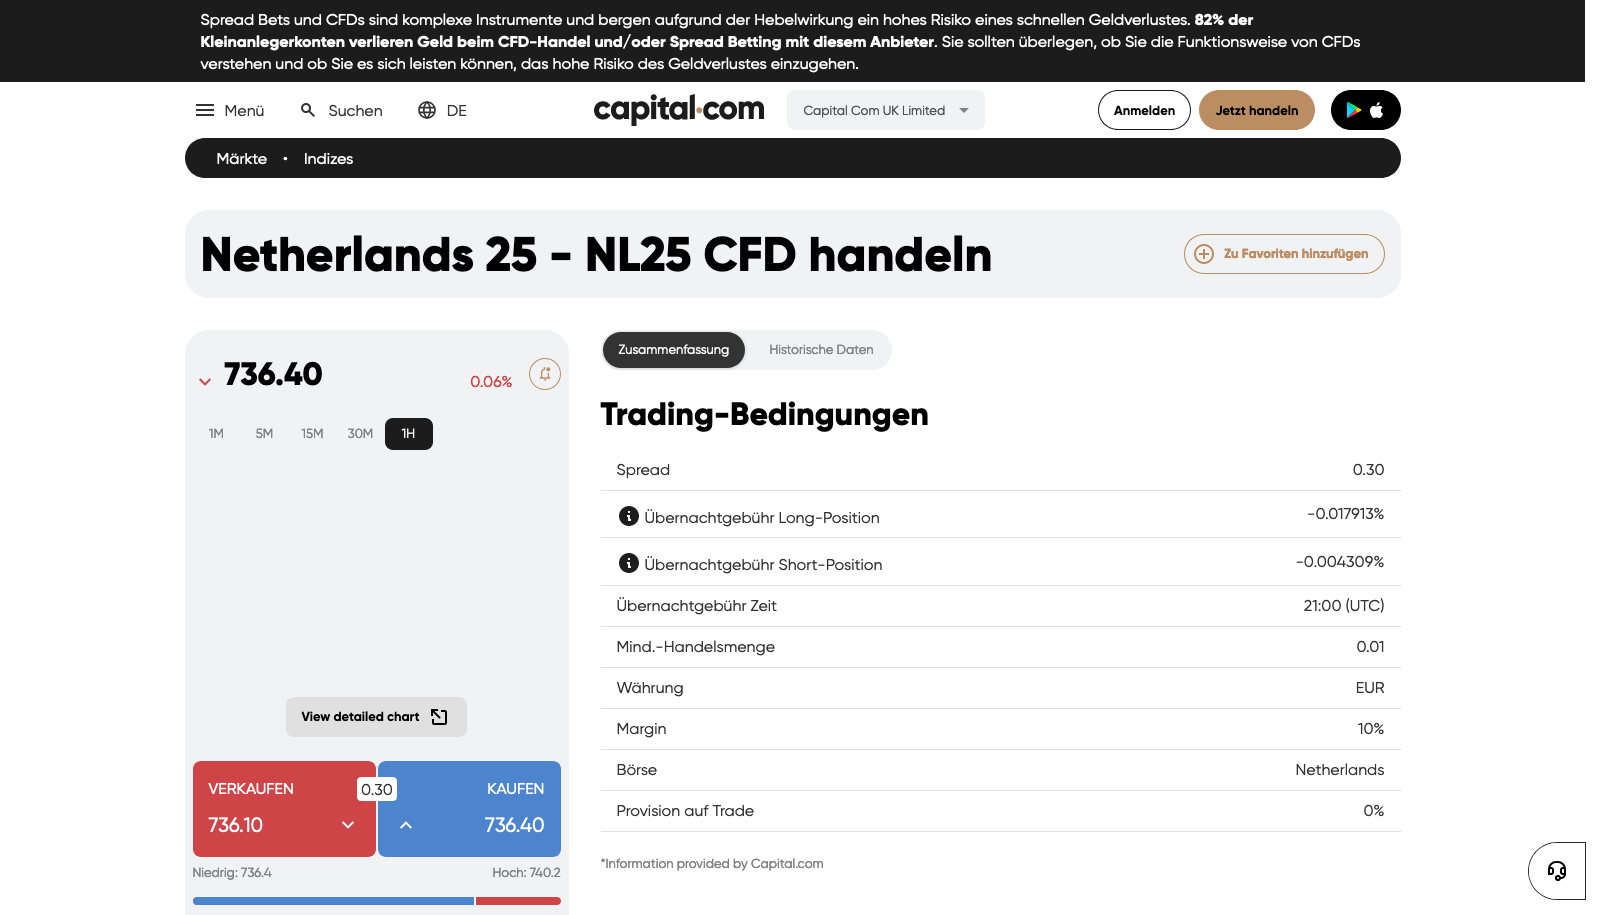 Spread Bets und CFDs sind komplexe Instrumente und bergen aufgrund der Hebelwirkung ein hohes Risiko eines schnellen Geldverlustes. 82% der
Kleinanlegerkonten verlieren Geld beim CFD-Handel und/oder Spread Betting mit diesem Anbieter. Sie sollten überlegen, ob Sie die Funktionsweise von CFDs
verstehen und ob Sie es sich leisten können, das hohe Risiko des Geldverlustes einzugehen.
Menü Suchen DE capital.com Capital Com UK Limited Anmelden Jetzt handeln
Märkte • Indizes
Netherlands 25 - NL25 CFD handeln
Zu Favoriten hinzufügen
736.40 0.06%
1M 5M 15M 30M 1H
View detailed chart
VERKAUFEN 0.30 KAUFEN
736.10 736.40
Niedrig: 736.4 Hoch: 740.2
Zusammenfassung Historische Daten
Trading-Bedingungen
Spread 0.30
Übernachtgebühr Long-Position -0.017913%
Übernachtgebühr Short-Position -0.004309%
Übernachtgebühr Zeit 21:00 (UTC)
Mind.-Handelsmenge 0.01
Währung EUR
Margin 10%
Börse Netherlands
Provision auf Trade 0%
*Information provided by Capital.com